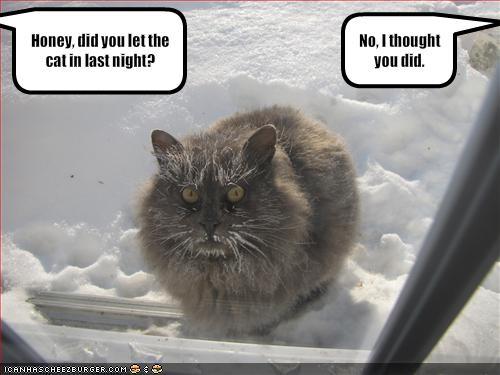 Honey, did you let the
cat in last night?
No, I thought
you did.
ICANHASCHEEZBURGER.COM